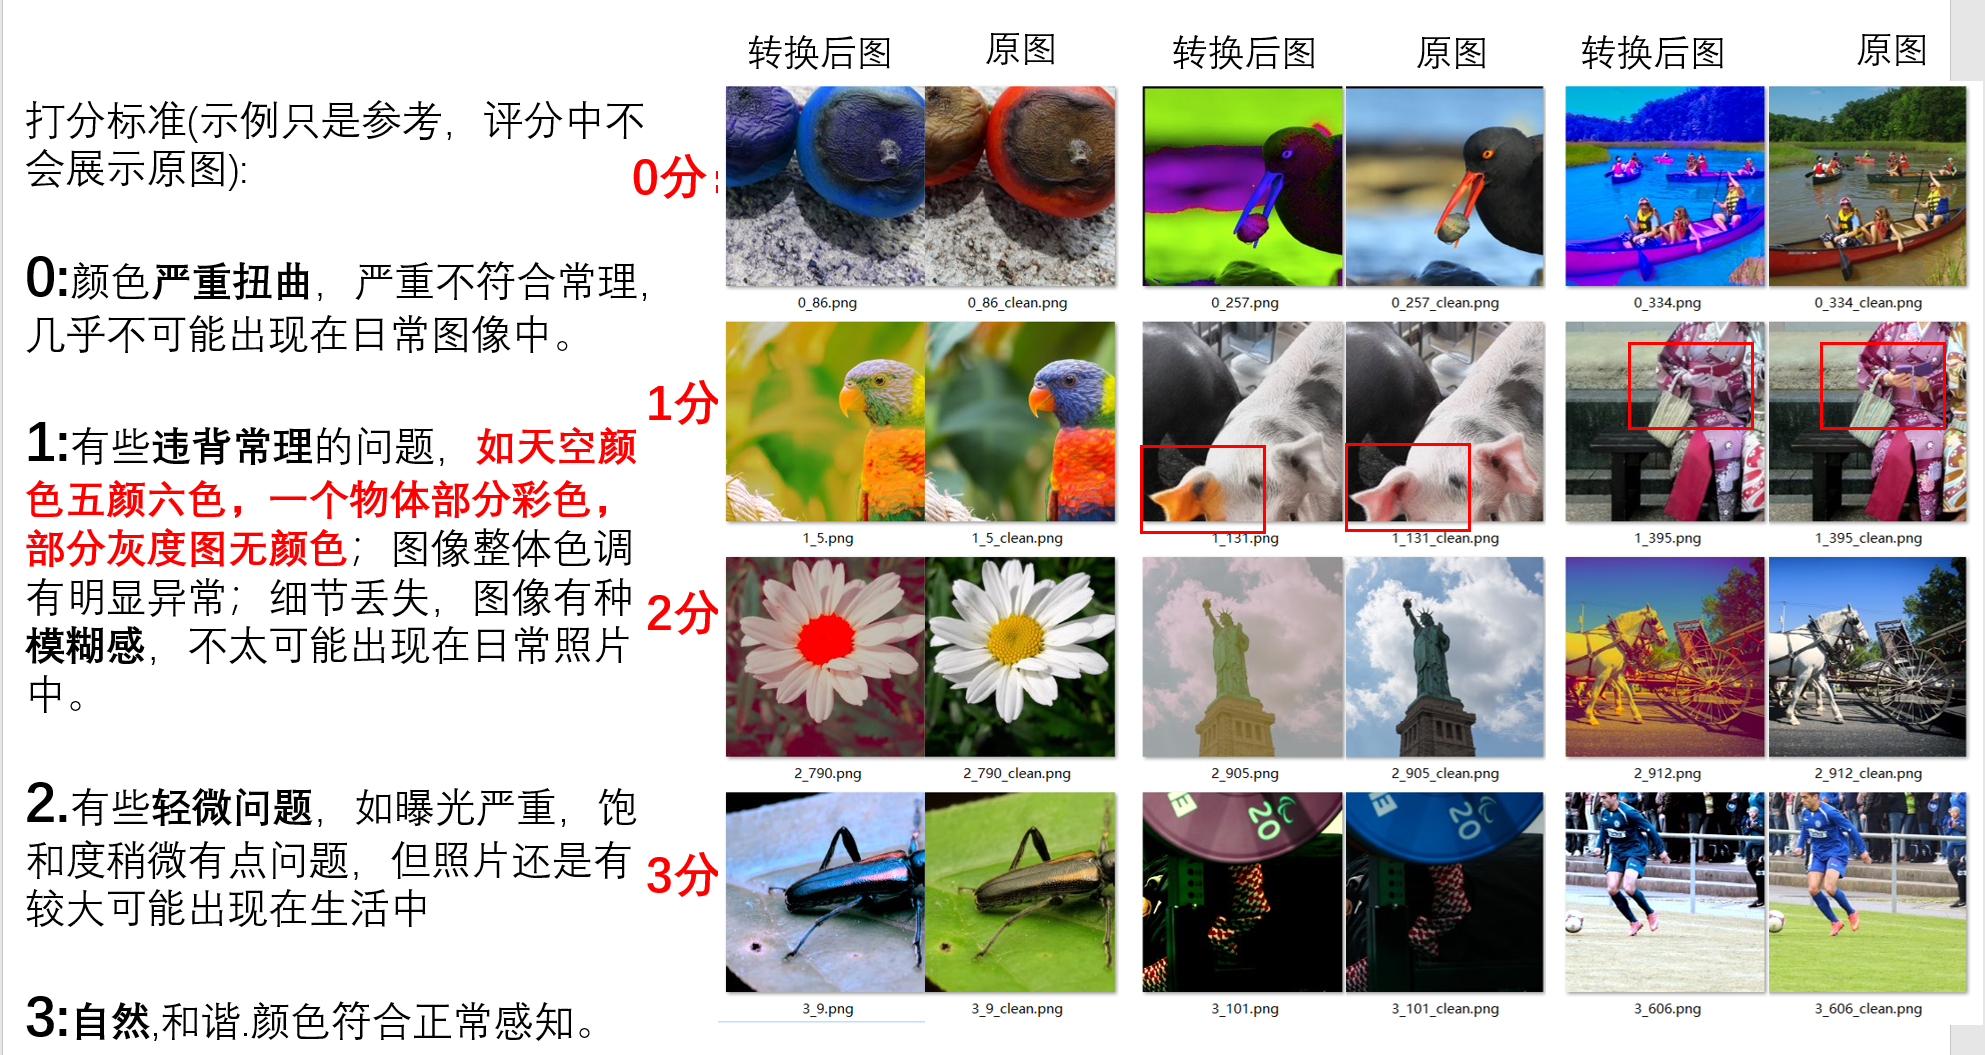 转换后图 原图 转换后图 原图 转换后图 原图
打分标准(示例只是参考，评分中不
会展示原图):
0分:
0:颜色严重扭曲，严重不符合常理，
几乎不可能出现在日常图像中。
0_86.png 0_86_clean.png 0_257.png 0_257_clean.png 0_334.png 0_334_clean.png
1分
1:有些违背常理的问题，如天空颜
色五颜六色，一个物体部分彩色，
部分灰度图无颜色；图像整体色调
有明显异常；细节丢失，图像有种
模糊感，不太可能出现在日常照片
中。
1_5.png 1_5_clean.png 1_131.png 1_131_clean.png 1_395.png 1_395_clean.png
2分
2_790.png 2_790_clean.png 2_905.png 2_905_clean.png 2_912.png 2_912_clean.png
2.有些轻微问题，如曝光严重，饱
和度稍微有点问题，但照片还是有
较大可能出现在生活中
3分
20
20
3_9.png 3_9_clean.png 3_101.png 3_101_clean.png 3_606.png 3_606_clean.png
3:自然,和谐.颜色符合正常感知。